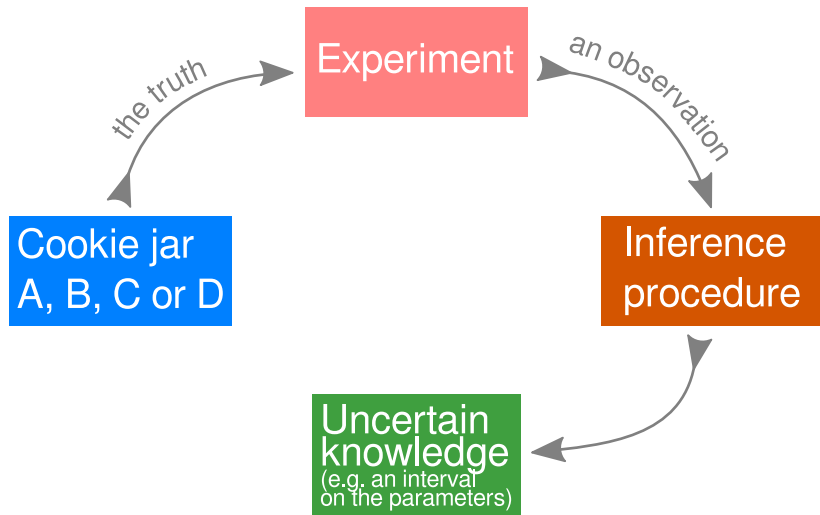 the truth
Experiment
an observation
Cookie jar
A, B, C or D
Inference
procedure
Uncertain
knowledge
(e.g. an interval
on the parameters)